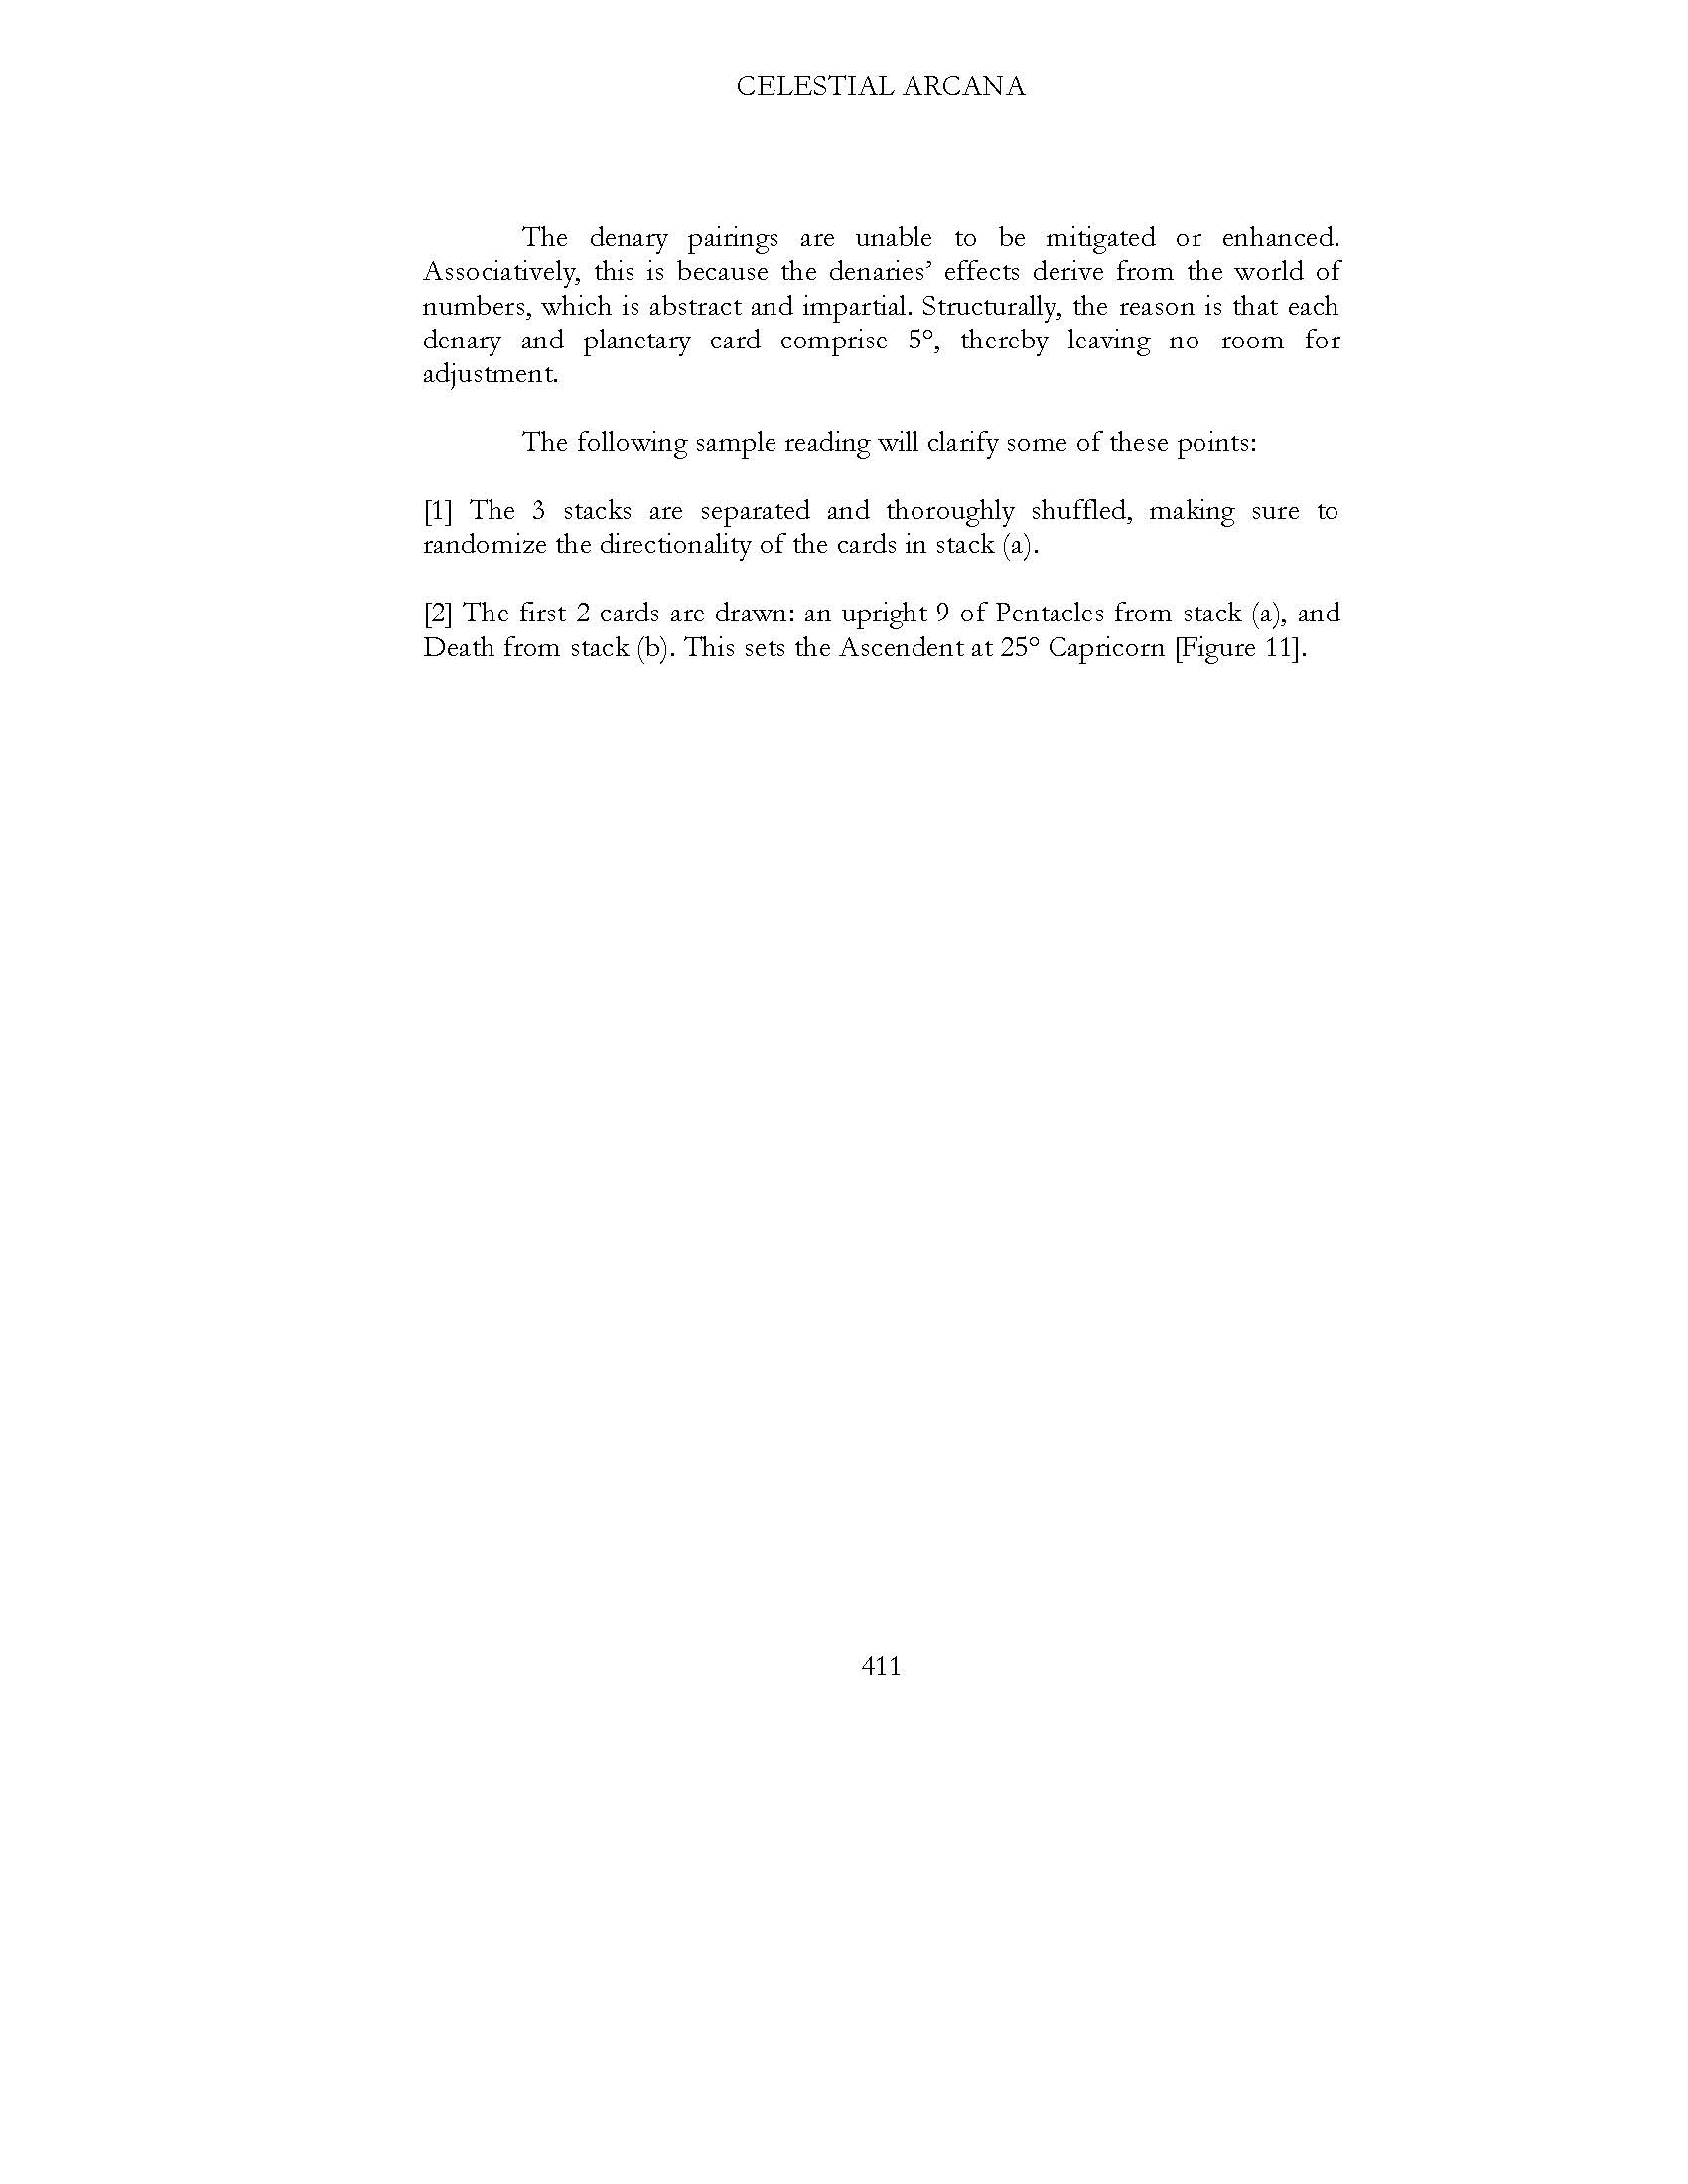 CELESTIAL ARCANA
The denary pairings are unable to be mitigated or enhanced.
Associatively, this is because the denaries’ effects derive from the world of
numbers, which is abstract and impartial. Structurally, the reason is that each
denary and planetary card comprise 5°, thereby leaving no room for
adjustment.
The following sample reading will clarify some of these points:
[1] The 3 stacks are separated and thoroughly shuffled, making sure to
randomize the directionality of the cards in stack (a).
[2] The first 2 cards are drawn: an upright 9 of Pentacles from stack (a), and
Death from stack (b). This sets the Ascendent at 25° Capricorn [Figure 11].
411